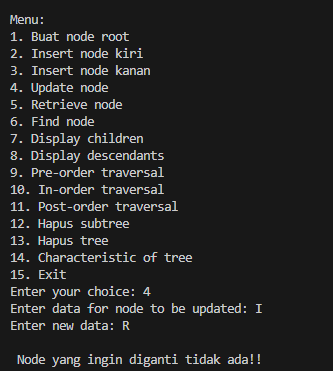 Menu:
1. Buat node root
2. Insert node kiri
3. Insert node kanan
4. Update node
5. Retrieve node
6. Find node
7. Display children
8. Display descendants
9. Pre-order traversal
10. In-order traversal
11. Post-order traversal
12. Hapus subtree
13. Hapus tree
14. Characteristic of tree
15. Exit
Enter your choice: 4
Enter data for node to be updated: I
Enter new data: R
Node yang ingin diganti tidak ada!!